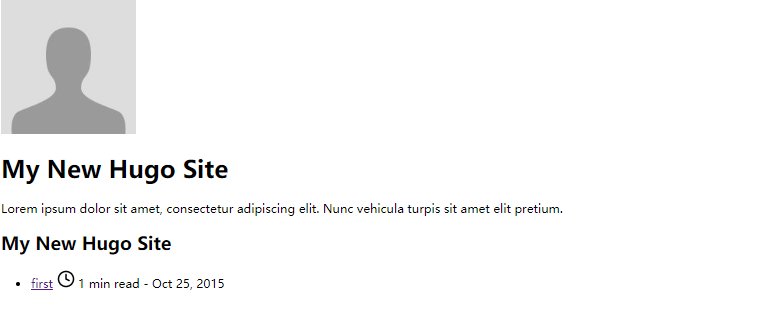 My New Hugo Site
Lorem ipsum dolor sit amet, consectetur adipiscing elit. Nunc vehicula turpis sit amet elit pretium.
My New Hugo Site
first 1 min read - Oct 25, 2015